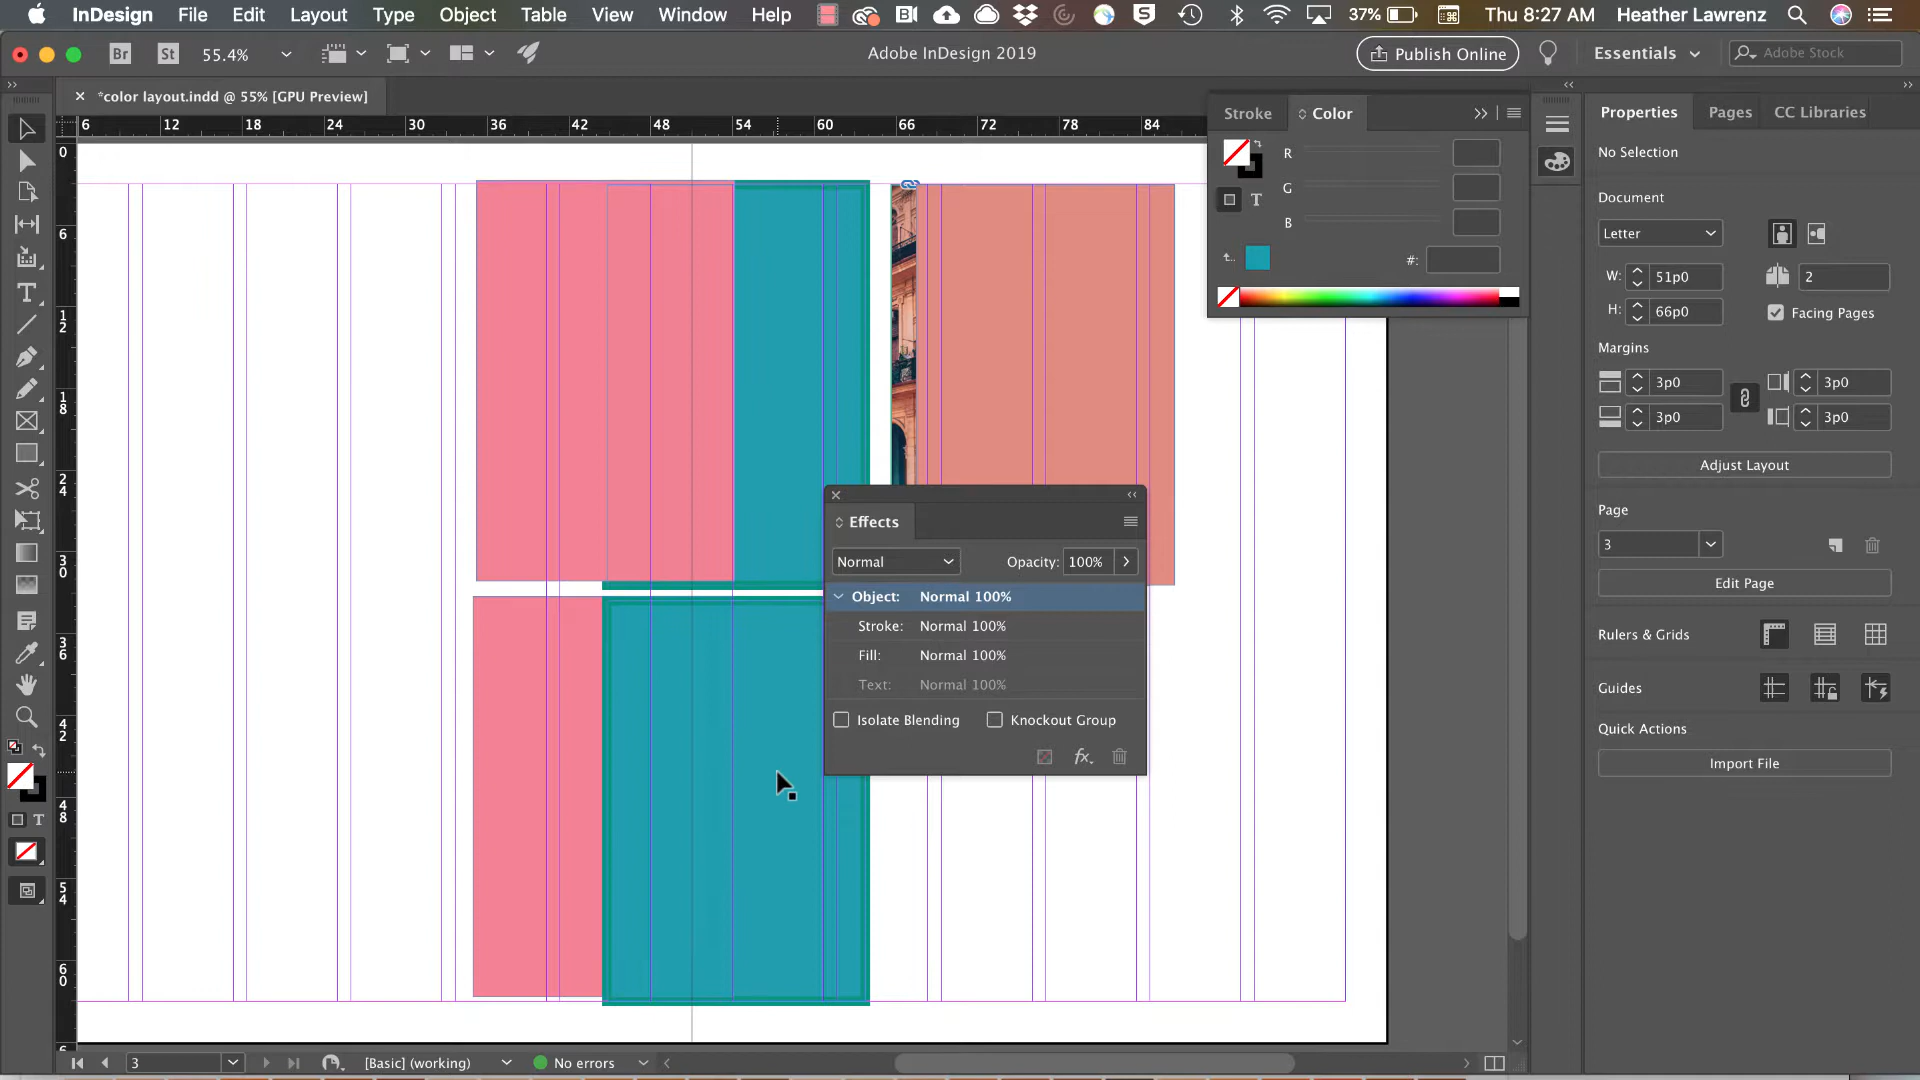 InDesign File Edit Layout Type Object Table View Window Help 37% Thu 8:27 AM Heather Lawrenz
Br St 55.4% Adobe InDesign 2019 Publish Online Essentials Adobe Stock
*color layout.indd @ 55% [GPU Preview]
6 12 18 24 30 36 42 48 54 60 66 72 78 84
0
6
12
18
24
30
36
42
48
54
60
6
Stroke Color
R
G
B
#:
T
Effects
Normal Opacity: 100%
Object: Normal 100%
Stroke: Normal 100%
Fill: Normal 100%
Text: Normal 100%
Isolate Blending Knockout Group
fx.
Properties Pages CC Libraries
No Selection
Document
Letter
W: 51p0 2
H: 66p0 Facing Pages
Margins
3p0 3p0
3p0 3p0
Adjust Layout
Page
3
Edit Page
Rulers & Grids
Guides
Quick Actions
Import File
T
T
3 [Basic] (working) No errors